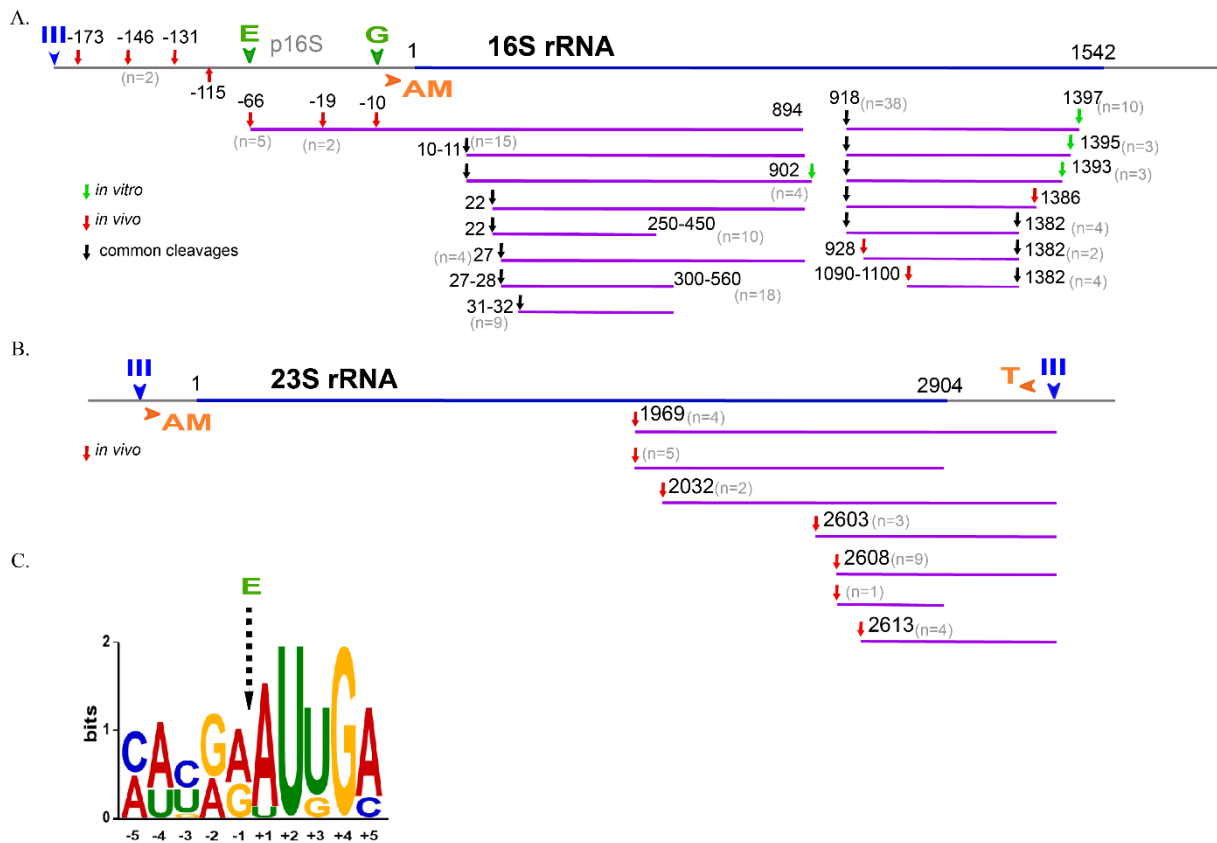 A.
III -173 -146 -131 E p16S G 1 16S rRNA 1542
(n=2) -115 AM
-66 -19 -10 894 918 (n=38) 1397 (n=10)
(n=5) (n=2)
10-11 (n=15) 1395 (n=3)
902 (n=4) 1393 (n=3)
in vitro
22 1386
in vivo
22 250-450 (n=10) 1382 (n=4)
common cleavages
(n=4) 27 928 1382 (n=2)
27-28 300-560 (n=18) 1090-1100 1382 (n=4)
31-32 (n=9)
B.
III 1 23S rRNA 2904 T III
AM
in vivo
1969 (n=4)
(n=5)
2032 (n=2)
2603 (n=3)
C.
2608 (n=9)
E
(n=1)
2613 (n=4)
2
bits
1
0
C A C G A A U U G A
A U U A G U G C
-5 -4 -3 -2 -1 +1 +2 +3 +4 +5